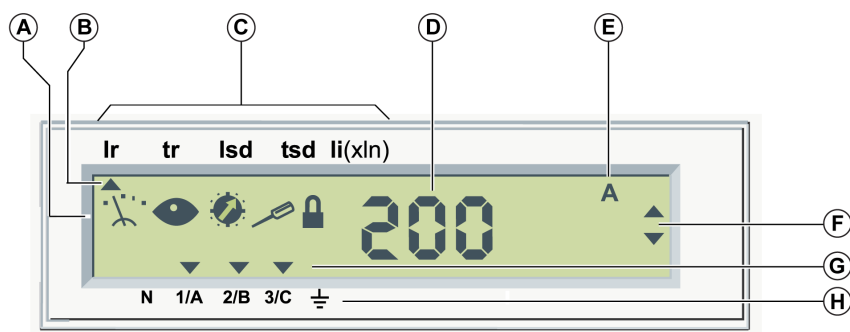 A B C D E
Ir tr Isd tsd Ii(xIn)
A
200
F
G
N 1/A 2/B 3/C
H